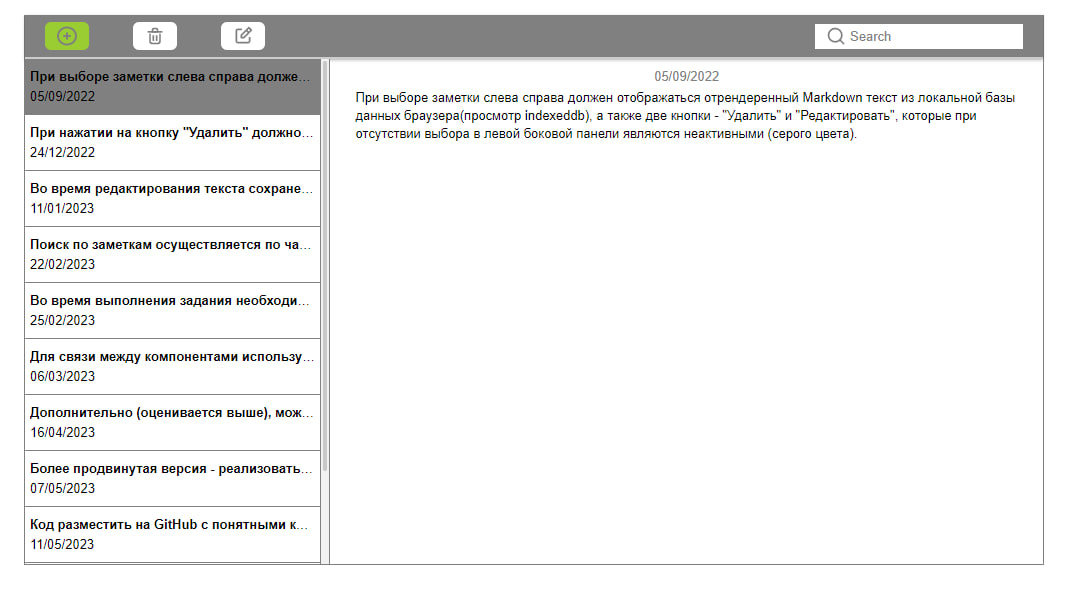 Search
При выборе заметки слева справа долже...
05/09/2022
При нажатии на кнопку "Удалить" должно...
24/12/2022
Во время редактирования текста сохране...
11/01/2023
Поиск по заметкам осуществляется по ча...
22/02/2023
Во время выполнения задания необходи...
25/02/2023
Для связи между компонентами использу...
06/03/2023
Дополнительно (оценивается выше), мож...
16/04/2023
Более продвинутая версия - реализовать...
07/05/2023
Код разместить на GitHub с понятными к...
11/05/2023
05/09/2022
При выборе заметки слева справа должен отображаться отрендеренный Markdown текст из локальной базы
данных браузера(просмотр indexeddb), а также две кнопки - "Удалить" и "Редактировать", которые при
отсутствии выбора в левой боковой панели являются неактивными (серого цвета).